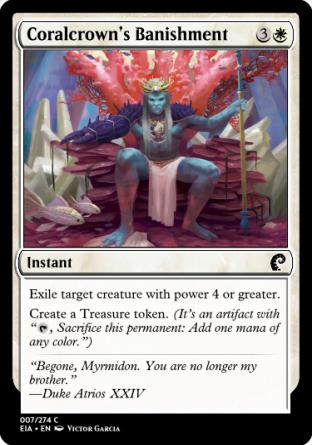 Coralcrown's Banishment 3
Instant
Exile target creature with power 4 or greater.
Create a Treasure token. (It's an artifact with
“, Sacrifice this permanent: Add one mana of
any color.”)
“Begone, Myrmidon. You are no longer my
brother.”
—Duke Atrios XXIV
007/274 C
EIA • EN Victor Garcia